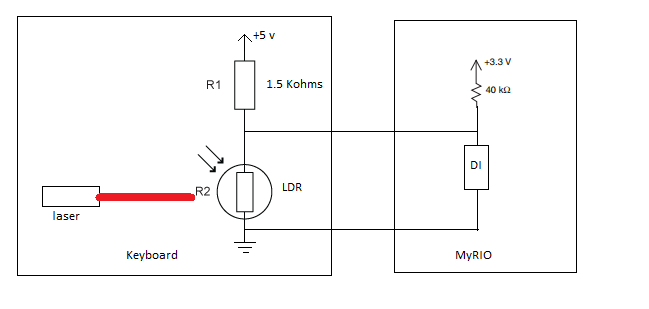 +5 v
R1
1.5 Kohms
+3.3 V
40 kΩ
DI
R2
LDR
laser
Keyboard
MyRIO